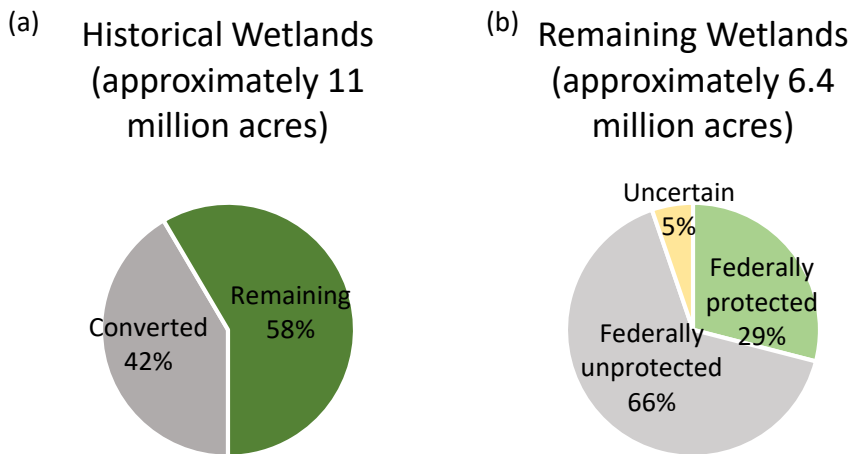 (a)
Historical Wetlands
(approximately 11
million acres)
Remaining
58%
Converted
42%
(b)
Remaining Wetlands
(approximately 6.4
million acres)
Uncertain
5%
Federally
protected
29%
Federally
unprotected
66%